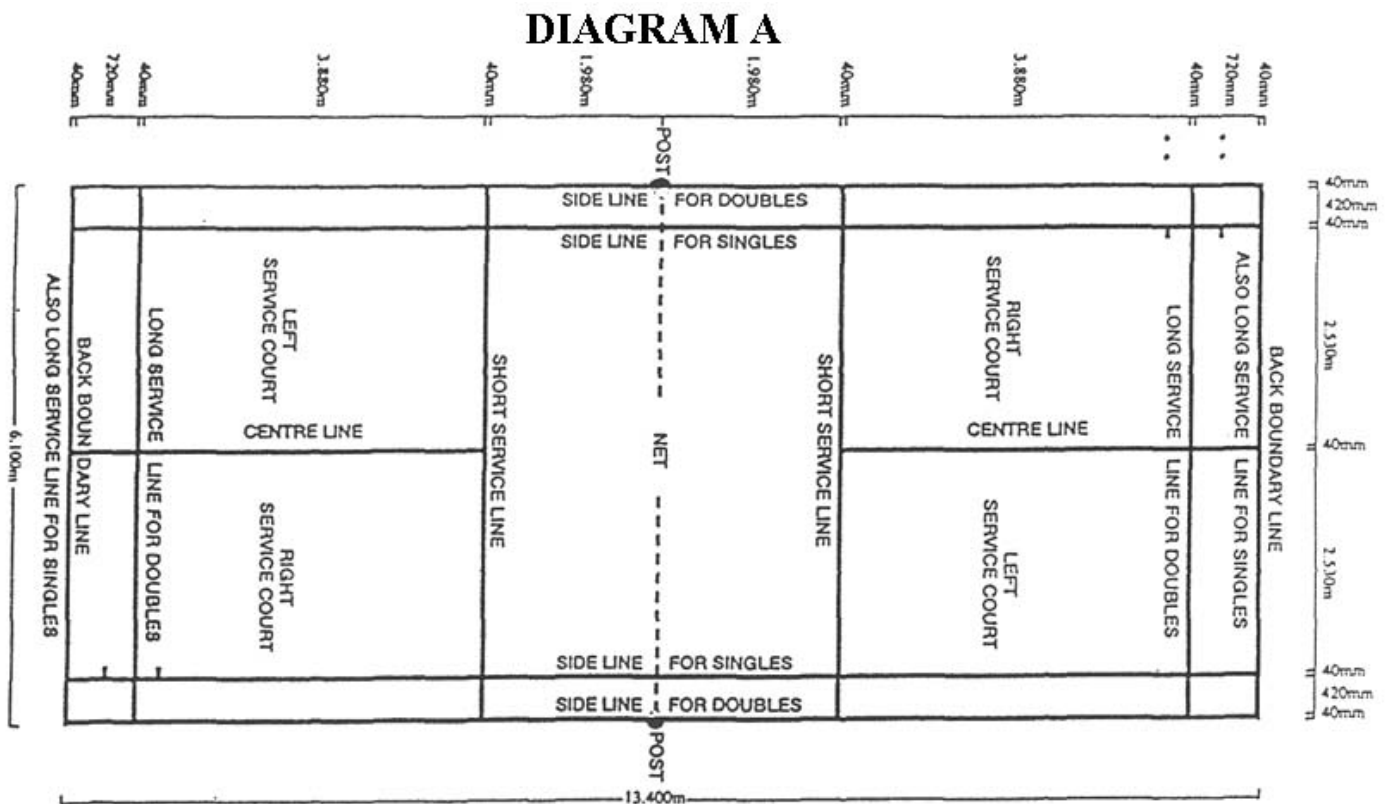 DIAGRAM A
40mm
720mm
40mm
3.880m
40mm
1.980m
1.980m
40mm
3.880m
40mm
720mm
40mm
POST
SIDE LINE FOR DOUBLES
SIDE LINE FOR SINGLES
40mm
420mm
40mm
2.530m
40mm
2.530m
40mm
420mm
40mm
6.100m
ALSO LONG SERVICE LINE FOR SINGLES
BACK BOUNDARY LINE
LONG SERVICE LINE FOR DOUBLES
LEFT
SERVICE COURT
CENTRE LINE
RIGHT
SERVICE COURT
SHORT SERVICE LINE
NET
SHORT SERVICE LINE
RIGHT
SERVICE COURT
CENTRE LINE
LEFT
SERVICE COURT
LONG SERVICE LINE FOR DOUBLES
ALSO LONG SERVICE LINE FOR SINGLES
BACK BOUNDARY LINE
SIDE LINE FOR SINGLES
SIDE LINE FOR DOUBLES
POST
13.400m